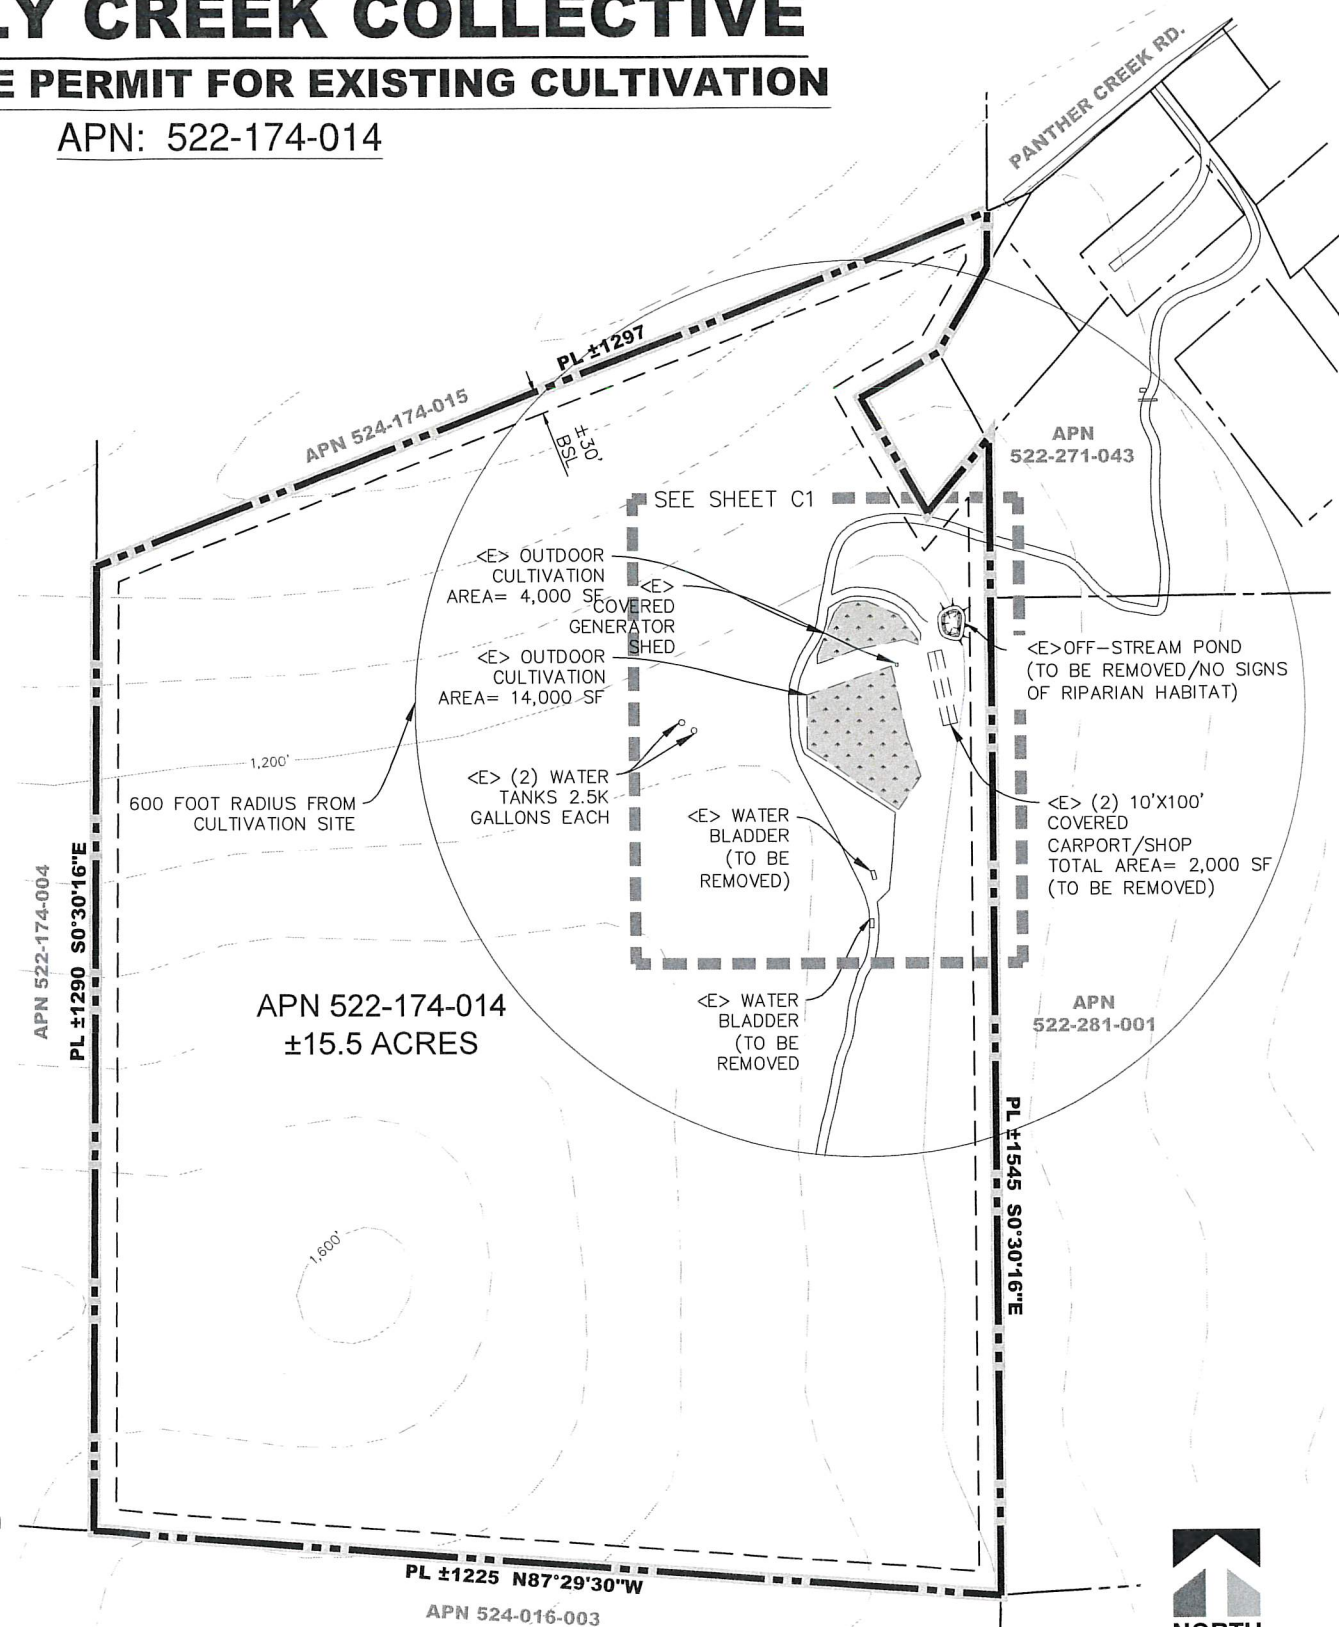 LY CREEK COLLECTIVE
E PERMIT FOR EXISTING CULTIVATION
APN: 522-174-014
PANTHER CREEK RD.
PL ±1297
APN 524-174-015
±30'
BSL
APN
522-271-043
SEE SHEET C1
<E> OUTDOOR
CULTIVATION
AREA= 4,000 SF
<E>
COVERED
GENERATOR
SHED
<E> OUTDOOR
CULTIVATION
AREA= 14,000 SF
<E>OFF-STREAM POND
(TO BE REMOVED/NO SIGNS
OF RIPARIAN HABITAT)
1,200'
600 FOOT RADIUS FROM
CULTIVATION SITE
<E> (2) WATER
TANKS 2.5K
GALLONS EACH
<E> WATER
BLADDER
(TO BE
REMOVED)
<E> (2) 10'X100'
COVERED
CARPORT/SHOP
TOTAL AREA= 2,000 SF
(TO BE REMOVED)
APN 522-174-004
PL ±1290 S0°30'16"E
APN 522-174-014
±15.5 ACRES
<E> WATER
BLADDER
(TO BE
REMOVED
APN
522-281-001
PL ±1545 S0°30'16"E
1,600'
PL ±1225 N87°29'30"W
APN 524-016-003
NORTH